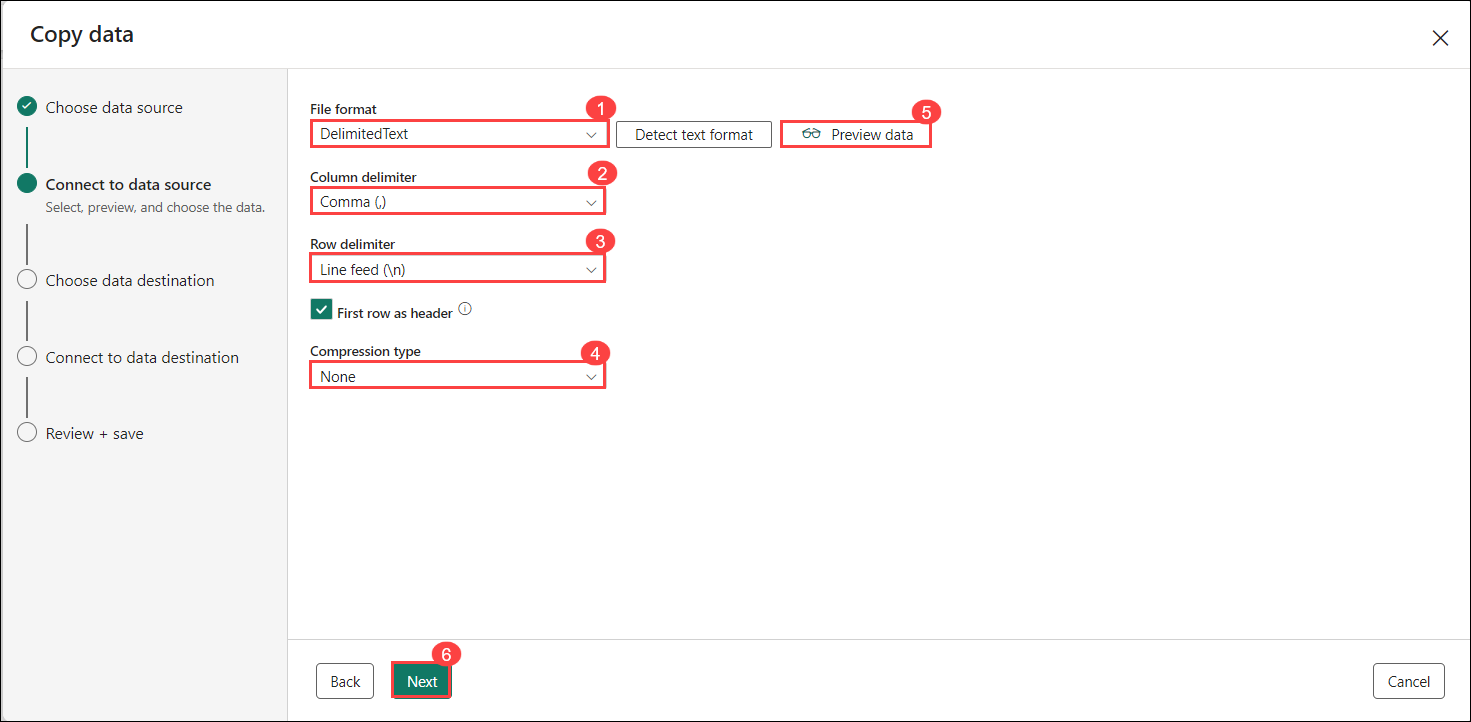 Copy data
Choose data source
Connect to data source
Select, preview, and choose the data.
Choose data destination
Connect to data destination
Review + save
File format
1
DelimitedText
Detect text format
5
Preview data
Column delimiter
2
Comma (,)
Row delimiter
3
Line feed (\n)
First row as header
Compression type
4
None
6
Back
Next
Cancel